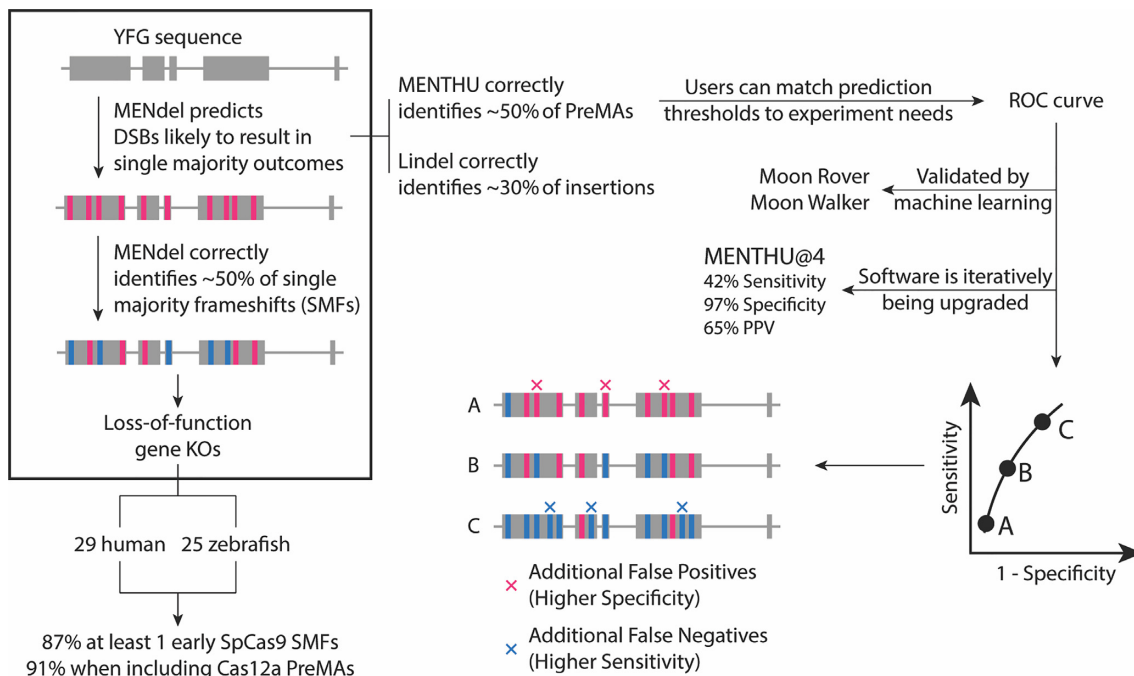 YFG sequence
MENdel predicts
DSBs likely to result in
single majority outcomes
MENdel correctly
identifies ~50% of single
majority frameshifts (SMFs)
Loss-of-function
gene KOs
29 human
25 zebrafish
87% at least 1 early SpCas9 SMFs
91% when including Cas12a PreMAs
MENTHU correctly
identifies ~50% of PreMAs
Lindel correctly
identifies ~30% of insertions
Users can match prediction
thresholds to experiment needs
ROC curve
Validated by
machine learning
Moon Rover
Moon Walker
Software is iteratively
being upgraded
MENTHU@4
42% Sensitivity
97% Specificity
65% PPV
Sensitivity
A
B
C
1 - Specificity
A
B
C
× Additional False Positives
(Higher Specificity)
× Additional False Negatives
(Higher Sensitivity)